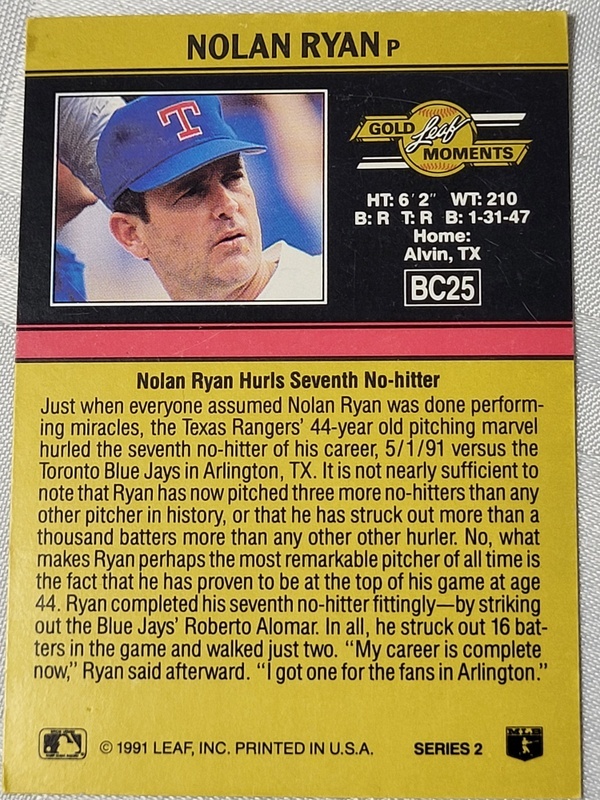 NOLAN RYAN P
T
GOLD Leaf MOMENTS
HT: 6' 2" WT: 210
B: R T: R B: 1-31-47
Home:
Alvin, TX
BC25
Nolan Ryan Hurls Seventh No-hitter
Just when everyone assumed Nolan Ryan was done perform-
ing miracles, the Texas Rangers' 44-year old pitching marvel
hurled the seventh no-hitter of his career, 5/1/91 versus the
Toronto Blue Jays in Arlington, TX. It is not nearly sufficient to
note that Ryan has now pitched three more no-hitters than any
other pitcher in history, or that he has struck out more than a
thousand batters more than any other other hurler. No, what
makes Ryan perhaps the most remarkable pitcher of all time is
the fact that he has proven to be at the top of his game at age
44. Ryan completed his seventh no-hitter fittingly—by striking
out the Blue Jays' Roberto Alomar. In all, he struck out 16 bat-
ters in the game and walked just two. "My career is complete
now," Ryan said afterward. "I got one for the fans in Arlington."
© 1991 LEAF, INC. PRINTED IN U.S.A. SERIES 2